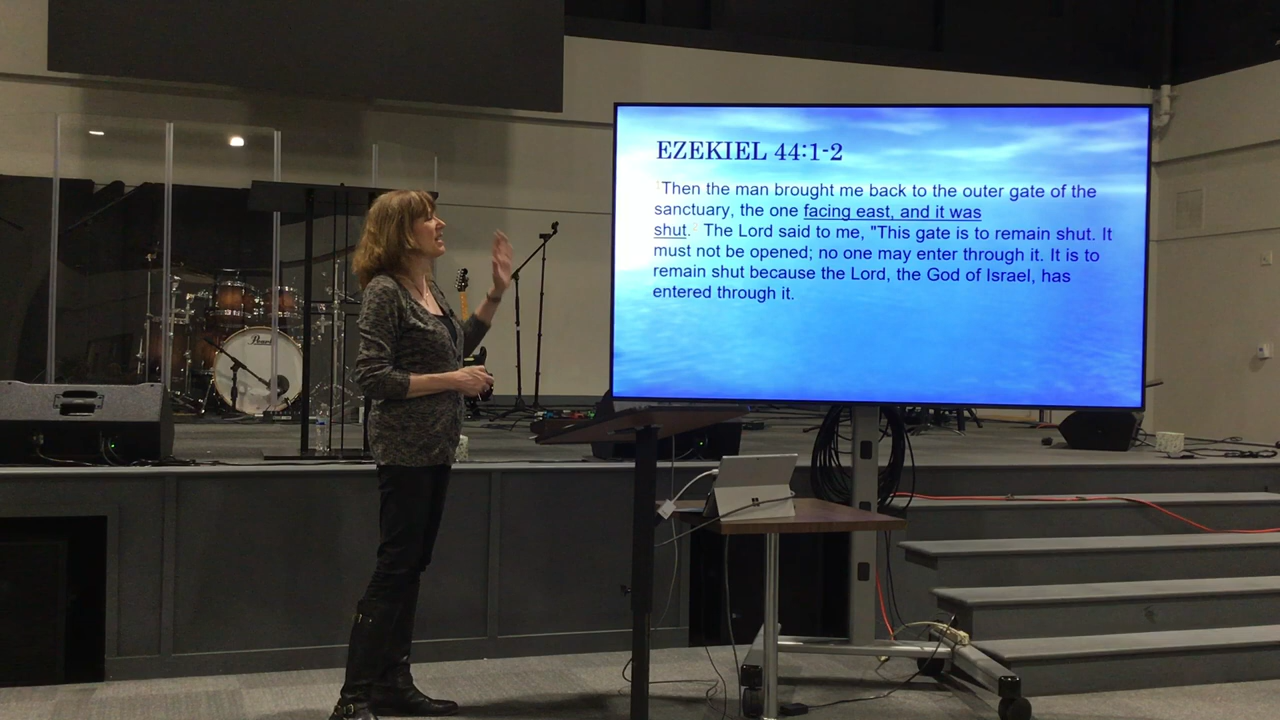 EZEKIEL 44:1-2
¹Then the man brought me back to the outer gate of the
sanctuary, the one facing east, and it was
shut.² The Lord said to me, "This gate is to remain shut. It
must not be opened; no one may enter through it. It is to
remain shut because the Lord, the God of Israel, has
entered through it.
Pearl